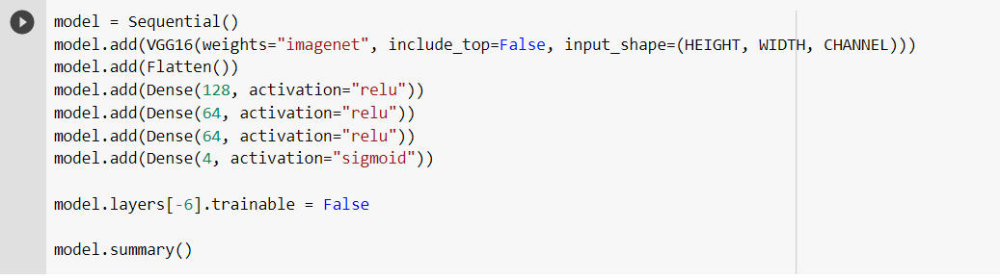 model = Sequential()
model.add(VGG16(weights="imagenet", include_top=False, input_shape=(HEIGHT, WIDTH, CHANNEL)))
model.add(Flatten())
model.add(Dense(128, activation="relu"))
model.add(Dense(64, activation="relu"))
model.add(Dense(64, activation="relu"))
model.add(Dense(4, activation="sigmoid"))
model.layers[-6].trainable = False
model.summary()